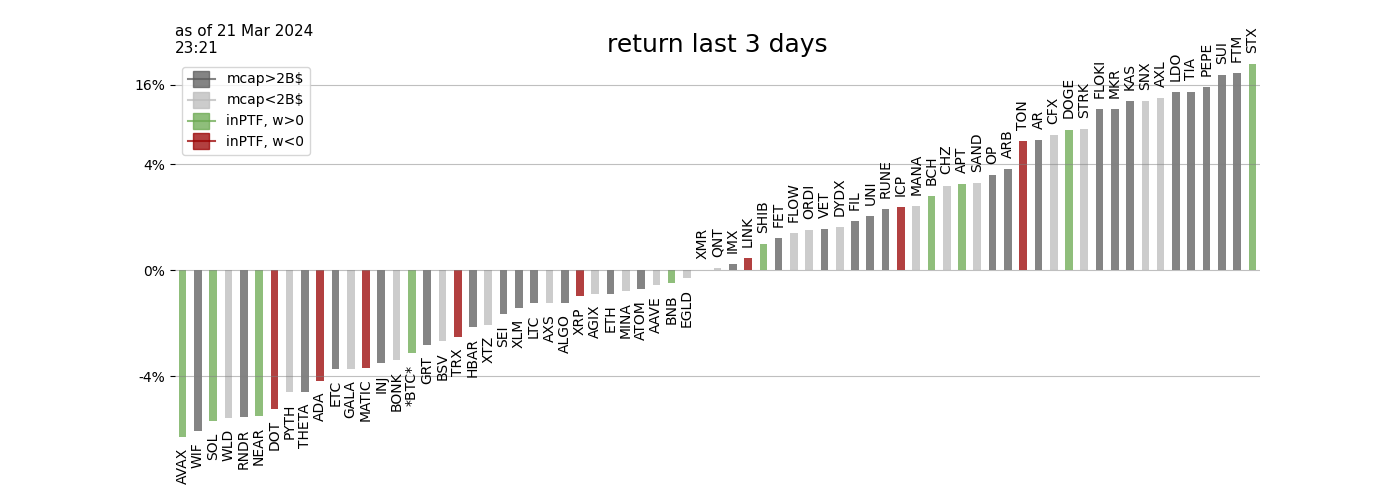 as of 21 Mar 2024
23:21
return last 3 days
mcap>2B$
mcap<2B$
inPTF, w>0
inPTF, w<0
16%
4%
0%
-4%
AVAX
WIF
SOL
WLD
RNDR
NEAR
DOT
PYTH
THETA
ADA
ETC
GALA
MATIC
INJ
BONK
*BTC*
GRT
BSV
TRX
HBAR
XTZ
SEI
XLM
LTC
AXS
ALGO
XRP
AGIX
ETH
MINA
ATOM
AAVE
BNB
EGLD
XMR
QNT
IMX
LINK
SHIB
FET
FLOW
ORDI
VET
DYDX
FIL
UNI
RUNE
ICP
MANA
BCH
CHZ
APT
SAND
OP
ARB
TON
AR
CFX
DOGE
STRK
FLOKI
MKR
KAS
SNX
AXL
LDO
TIA
PEPE
SUI
FTM
STX